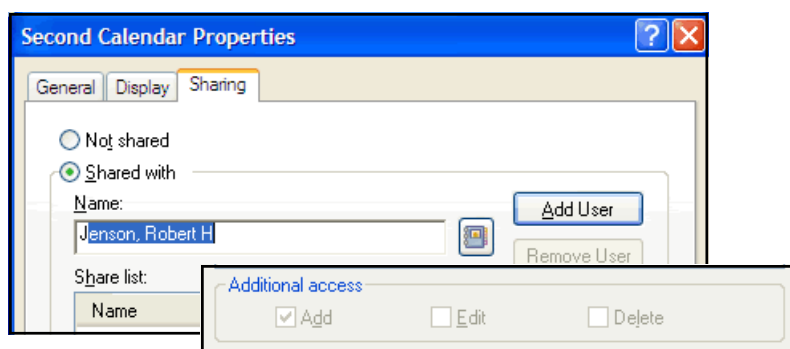 Second Calendar Properties
General Display Sharing
Not shared
Shared with
Name:
Add User
Jenson, Robert H
Remove User
Share list:
Name
Additional access
Add Edit Delete